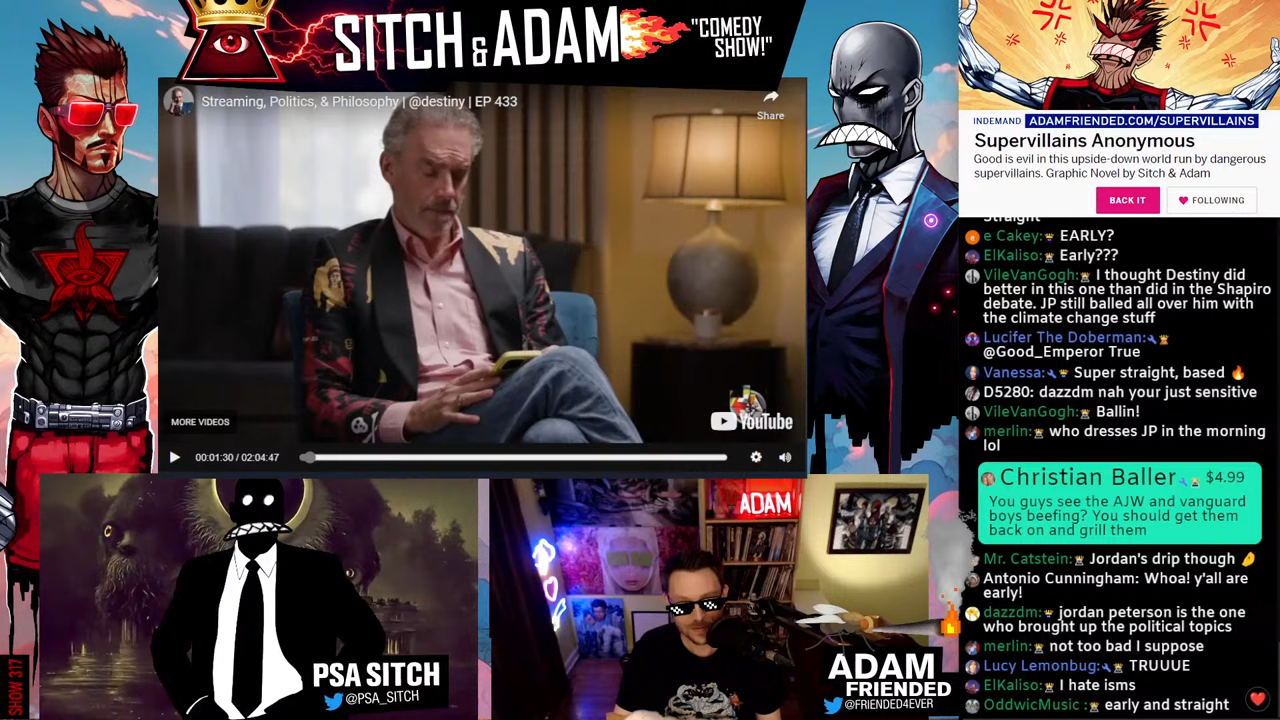 SITCH & ADAM
"COMEDY
SHOW!"
Streaming, Politics, & Philosophy | @destiny | EP 433
Share
MORE VIDEOS
YouTube
00:01:30 / 02:04:47
SHOW 317
PSA SITCH
@PSA_SITCH
ADAM
ADAM
FRIENDED
@FRIENDED4EVER
INDEMAND ADAMFRIENDED.COM/SUPERVILLAINS
Supervillains Anonymous
Good is evil in this upside-down world run by dangerous
supervillains. Graphic Novel by Sitch & Adam
BACK IT
FOLLOWING
Straight
e Cakey: EARLY?
ElKaliso: Early???
VileVanGogh: I thought Destiny did
better in this one than did in the Shapiro
debate. JP still balled all over him with
the climate change stuff
Lucifer The Doberman:
@Good_Emperor True
Vanessa: Super straight, based 🔥
D5280: dazzdm nah your just sensitive
VileVanGogh: Ballin!
merlin: who dresses JP in the morning
lol
Christian Baller $4.99
You guys see the AJW and vanguard
boys beefing? You should get them
back on and grill them
Mr. Catstein: Jordan's drip though
Antonio Cunningham: Whoa! y'all are
early!
dazzdm: jordan peterson is the one
who brought up the political topics
merlin: not too bad I suppose
Lucy Lemonbug: TRUUUE
ElKaliso: I hate isms
OddwicMusic : early and straight